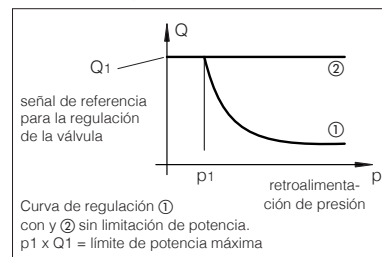 Q
Q1
②
señal de referencia
para la regulación
de la válvula
①
p1
p
retroalimenta-
ción de presión
Curva de regulación ①
con y ② sin limitación de potencia.
p1 x Q1 = límite de potencia máxima